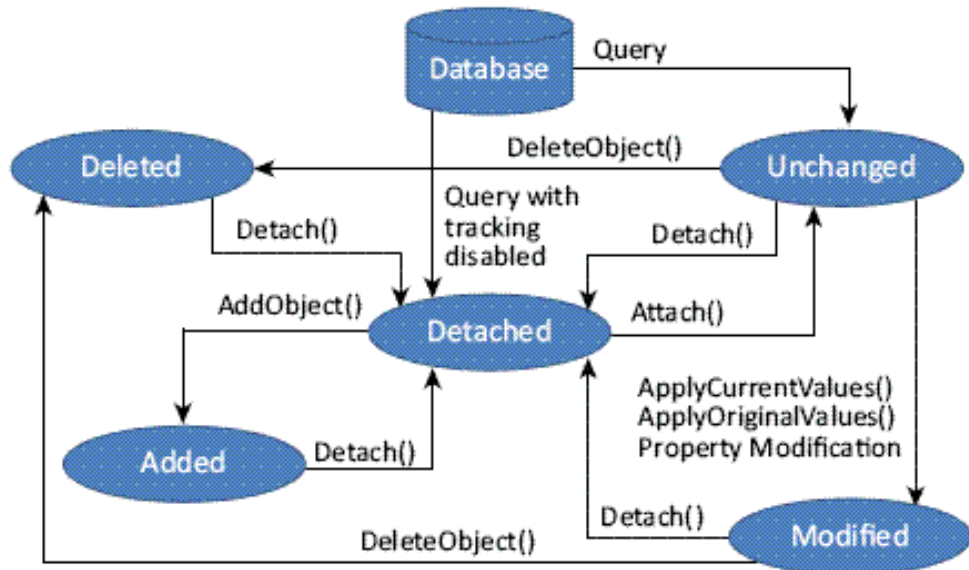 Database
Query
Deleted
DeleteObject()
Unchanged
Query with
tracking
disabled
Detach()
Detach()
AddObject()
Detached
Attach()
ApplyCurrentValues()
ApplyOriginalValues()
Property Modification
Added
Detach()
Detach()
Modified
DeleteObject()